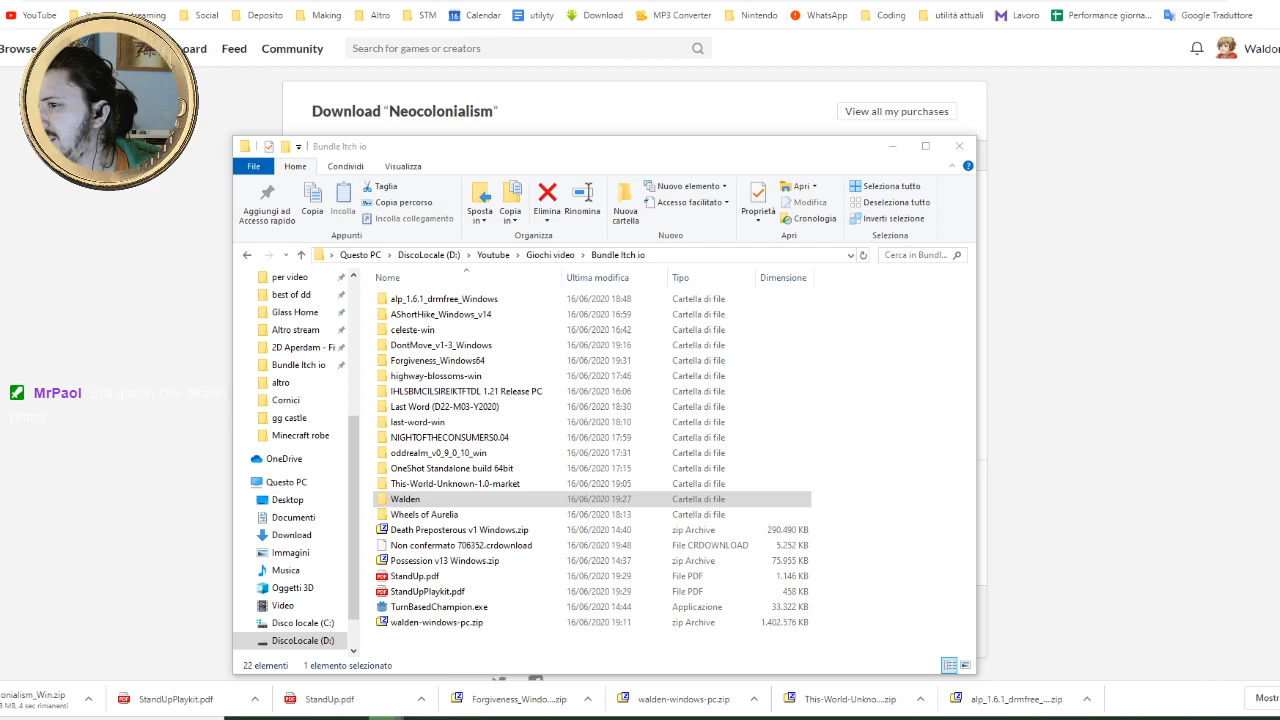 YouTube
Social
Deposito
Making
Altro
STM
Calendar
utilyty
Download
MP3 Converter
Nintendo
WhatsApp
Coding
utilità attuali
Lavoro
Performance giorna...
Google Traduttore
Browse
Feed
Community
Search for games or creators
Waldor
Download “Neocolonialism”
View all my purchases
Bundle Itch io
File
Home
Condividi
Visualizza
Aggiungi ad
Accesso rapido
Copia
Incolla
Taglia
Copia percorso
Incolla collegamento
Appunti
Sposta
in
Copia
in
Elimina
Rinomina
Organizza
Nuova
cartella
Nuovo elemento
Accesso facilitato
Nuovo
Proprietà
Apri
Modifica
Cronologia
Apri
Seleziona tutto
Deseleziona tutto
Inverti selezione
Seleziona
Questo PC > DiscoLocale (D:) > Youtube > Giochi video > Bundle Itch io
Cerca in Bundl...
per video
best of dd
Glass Home
Altro stream
2D Aperdam - Fi
Bundle Itch io
altro
Cornici
gg castle
Minecraft robe
OneDrive
Questo PC
Desktop
Documenti
Download
Immagini
Musica
Oggetti 3D
Video
Disco locale (C:)
DiscoLocale (D:)
Nome Ultima modifica Tipo Dimensione
alp_1.6.1_drmfree_Windows 16/06/2020 18:48 Cartella di file
AShortHike_Windows_v14 16/06/2020 16:59 Cartella di file
celeste-win 16/06/2020 16:42 Cartella di file
DontMove_v1-3_Windows 16/06/2020 19:16 Cartella di file
Forgiveness_Windows64 16/06/2020 19:31 Cartella di file
highway-blossoms-win 16/06/2020 17:46 Cartella di file
IHLSBMCILSIREIKTFTDL 1.21 Release PC 16/06/2020 16:06 Cartella di file
Last Word (D22-M03-Y2020) 16/06/2020 18:30 Cartella di file
last-word-win 16/06/2020 18:10 Cartella di file
NIGHTOFTHECONSUMERS0.04 16/06/2020 17:59 Cartella di file
oddrealm_v0_9_0_10_win 16/06/2020 17:31 Cartella di file
OneShot Standalone build 64bit 16/06/2020 17:15 Cartella di file
This-World-Unknown-1.0-market 16/06/2020 19:05 Cartella di file
Walden 16/06/2020 19:27 Cartella di file
Wheels of Aurelia 16/06/2020 18:13 Cartella di file
Death Preposterous v1 Windows.zip 16/06/2020 14:40 zip Archive 290.490 KB
Non confermato 706352.crdownload 16/06/2020 19:48 File CRDOWNLOAD 5.252 KB
Possession v13 Windows.zip 16/06/2020 14:37 zip Archive 75.955 KB
StandUp.pdf 16/06/2020 19:29 File PDF 1.146 KB
StandUpPlaykit.pdf 16/06/2020 19:29 File PDF 458 KB
TurnBasedChampion.exe 16/06/2020 14:44 Applicazione 33.322 KB
walden-windows-pc.zip 16/06/2020 19:11 zip Archive 1.402.576 KB
22 elementi 1 elemento selezionato
MrPaol Era quello che dicevo
prima
onialism_Win.zip
MB, 4 sec rimanenti
StandUpPlaykit.pdf
StandUp.pdf
Forgiveness_Windo....zip
walden-windows-pc.zip
This-World-Unkno....zip
alp_1.6.1_drmfree_....zip
Mostr